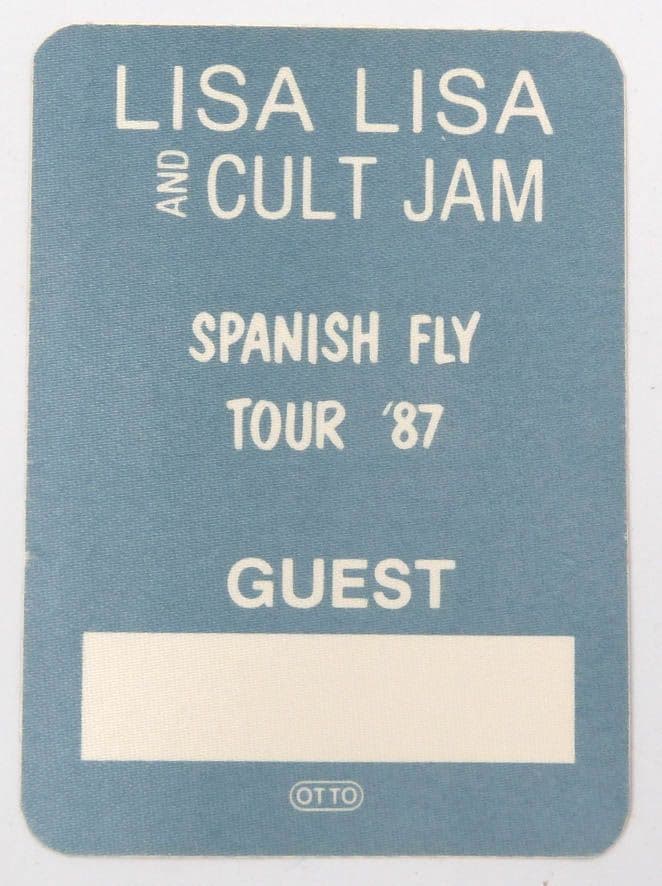 LISA LISA
AND CULT JAM
SPANISH FLY
TOUR '87
GUEST
OTTO